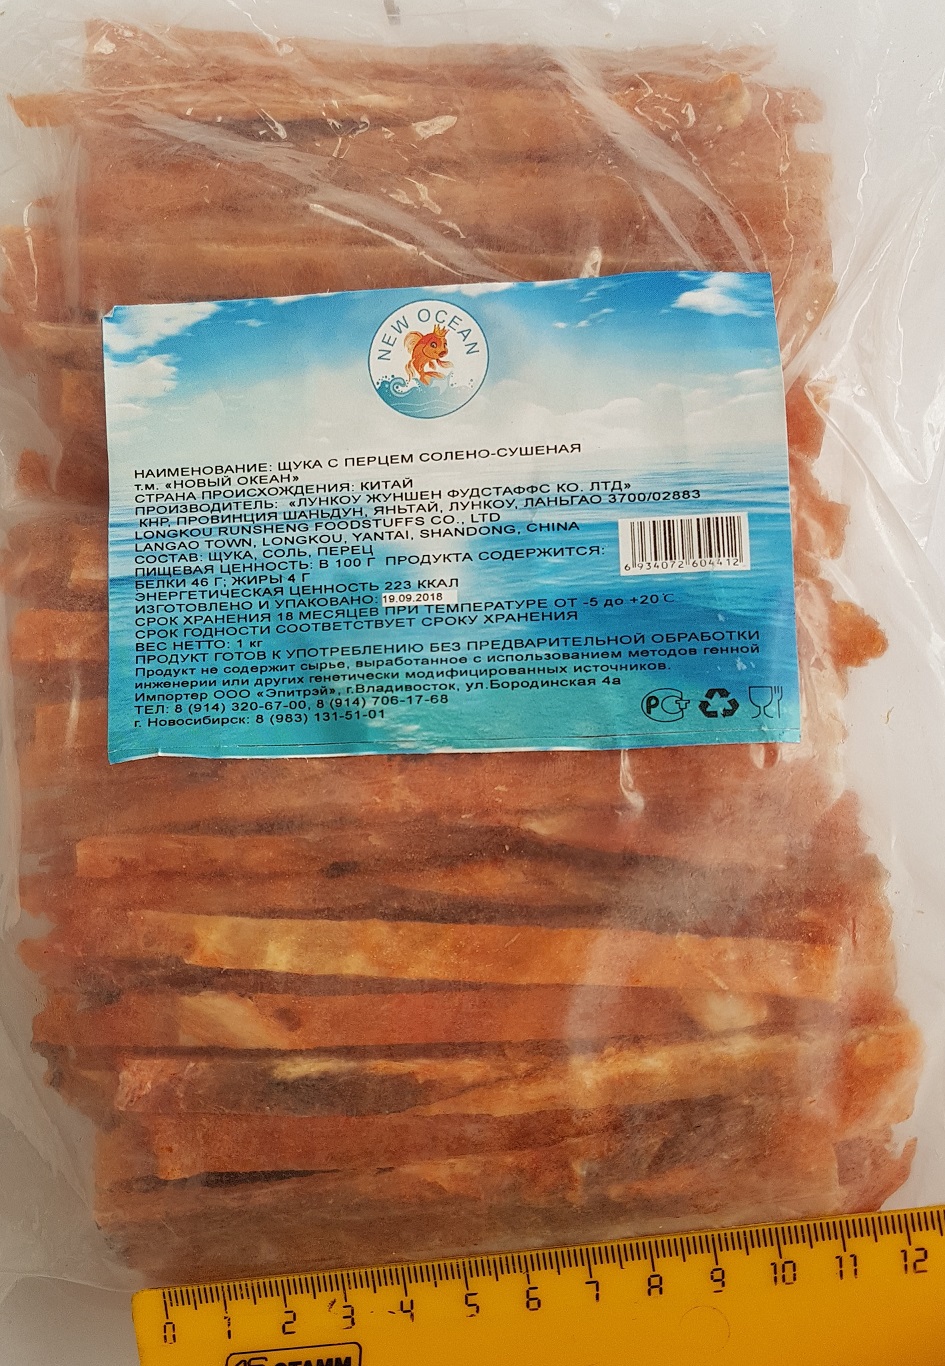 NEW OCEAN
НАИМЕНОВАНИЕ: ЩУКА С ПЕРЦЕМ СОЛЕНО-СУШЕНАЯ
т.м. «НОВЫЙ ОКЕАН»
СТРАНА ПРОИСХОЖДЕНИЯ: КИТАЙ
ПРОИЗВОДИТЕЛЬ: «ЛУНКОУ ЖУНШЕН ФУДСТАФФС КО. ЛТД»
КНР, ПРОВИНЦИЯ ШАНЬДУН, ЯНЬТАЙ, ЛУНКОУ, ЛАНЬГАО 3700/02883
LONGKOU RUNSHENG FOODSTUFFS CO., LTD
LANGAO TOWN, LONGKOU, YANTAI, SHANDONG, CHINA
СОСТАВ: ЩУКА, СОЛЬ, ПЕРЕЦ
ПИЩЕВАЯ ЦЕННОСТЬ: В 100 Г ПРОДУКТА СОДЕРЖИТСЯ:
БЕЛКИ 46 Г; ЖИРЫ 4 Г
ЭНЕРГЕТИЧЕСКАЯ ЦЕННОСТЬ 223 ККАЛ
ИЗГОТОВЛЕНО И УПАКОВАНО: 19.09.2018
СРОК ХРАНЕНИЯ 18 МЕСЯЦЕВ ПРИ ТЕМПЕРАТУРЕ ОТ -5 до +20°С
СРОК ГОДНОСТИ СООТВЕТСТВУЕТ СРОКУ ХРАНЕНИЯ
ВЕС НЕТТО: 1 кг
ПРОДУКТ ГОТОВ К УПОТРЕБЛЕНИЮ БЕЗ ПРЕДВАРИТЕЛЬНОЙ ОБРАБОТКИ
Продукт не содержит сырье, выработанное с использованием методов генной
инженерии или других генетически модифицированных источников.
Импортер ООО «Элитрэй», г.Владивосток, ул.Бородинская 4а
ТЕЛ: 8 (914) 320-67-00, 8 (914) 706-17-68
г. Новосибирск: 8 (983) 131-51-01
6 934072 604412
РСТ
0 1 2 3 4 5 6 7 8 9 10 11 12
СТАММ